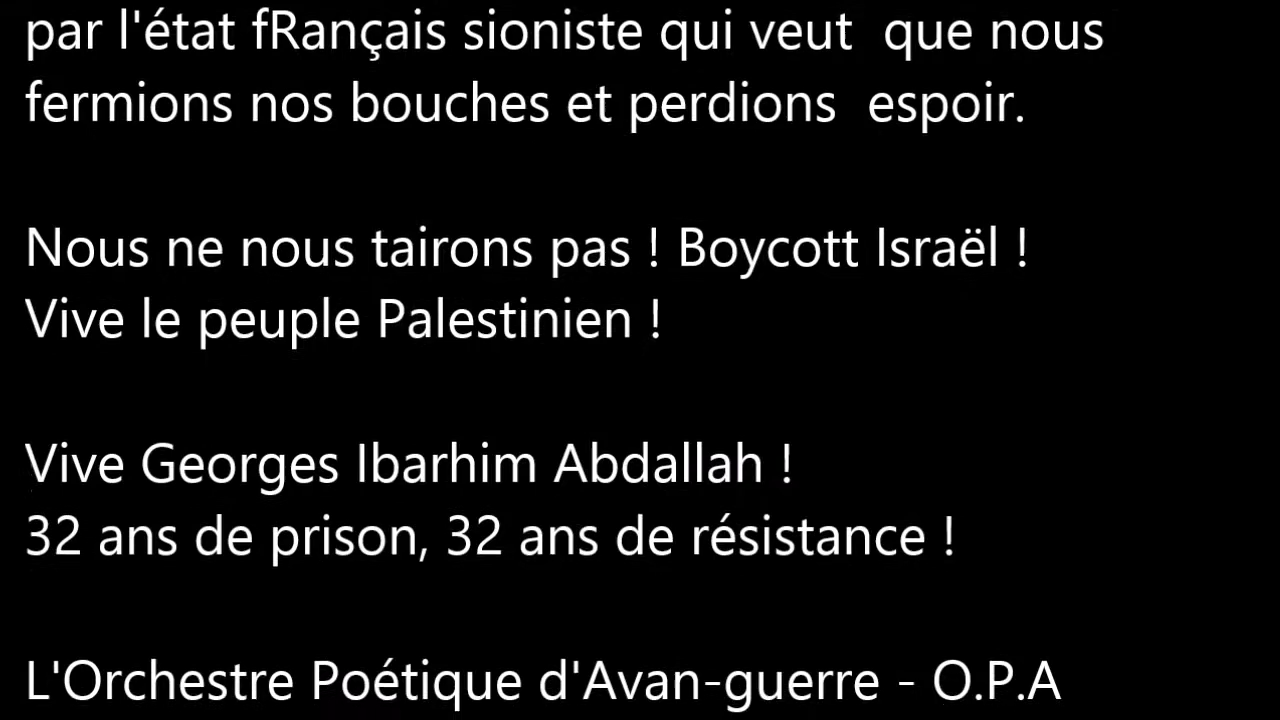 par l'état fRançais sioniste qui veut  que nous
fermions nos bouches et perdions  espoir.
Nous ne nous tairons pas ! Boycott Israël !
Vive le peuple Palestinien !
Vive Georges Ibarhim Abdallah !
32 ans de prison, 32 ans de résistance !
L'Orchestre Poétique d'Avan-guerre - O.P.A